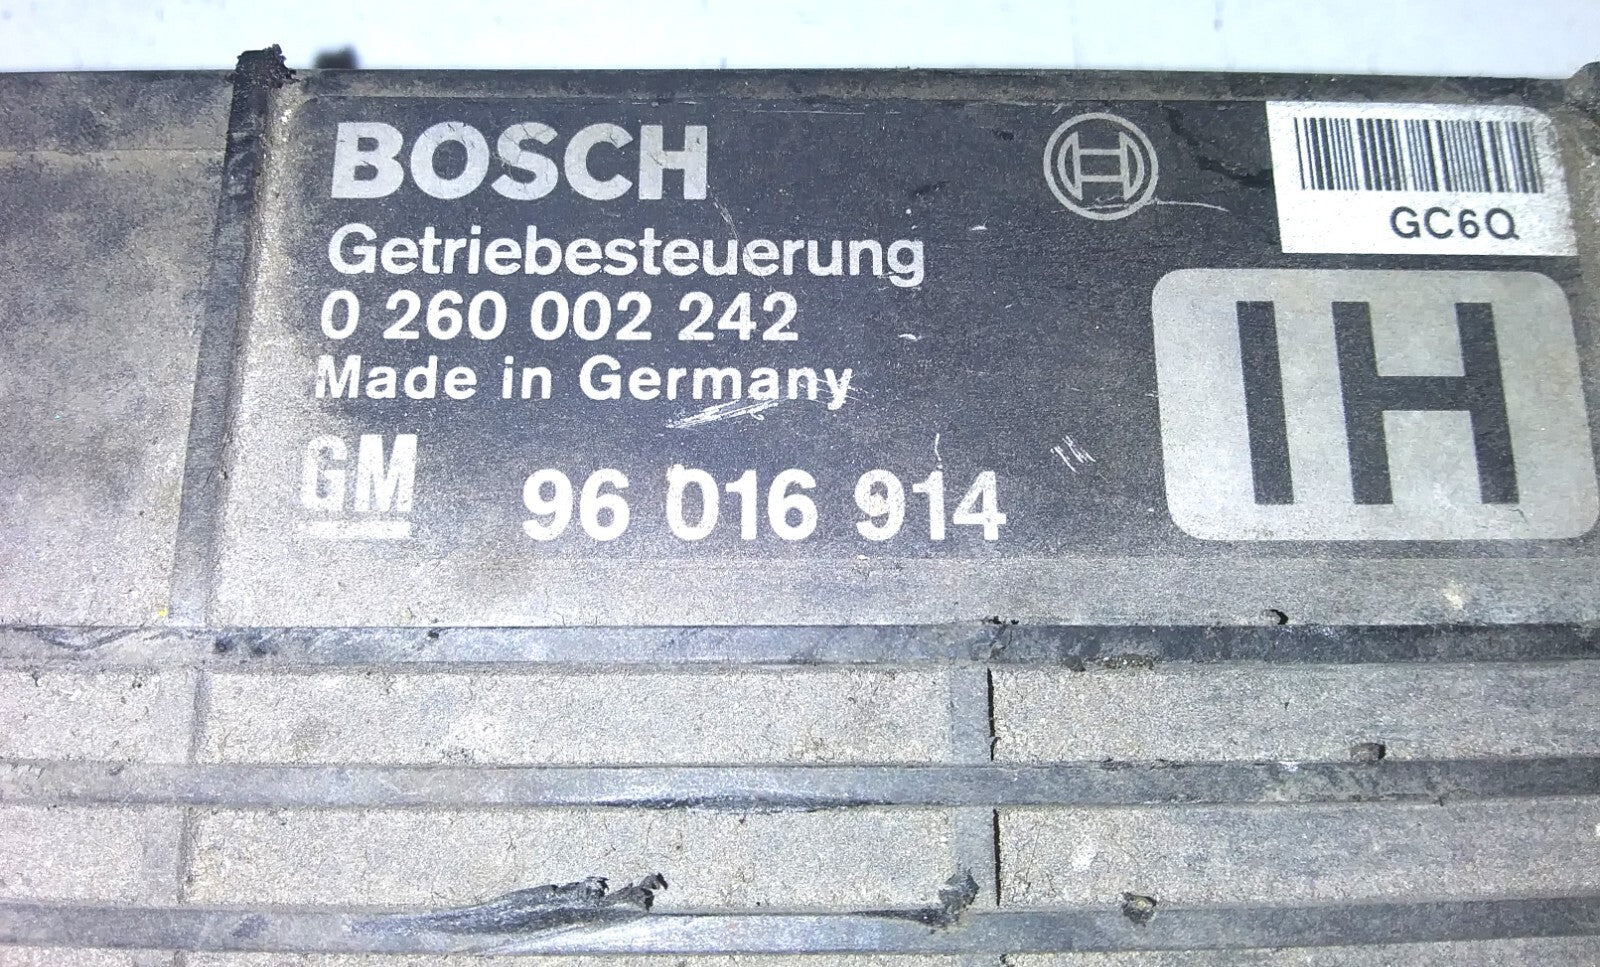 BOSCH
GC6Q
Getriebesteuerung
0 260 002 242
Made in Germany
IH
GM
96 016 914